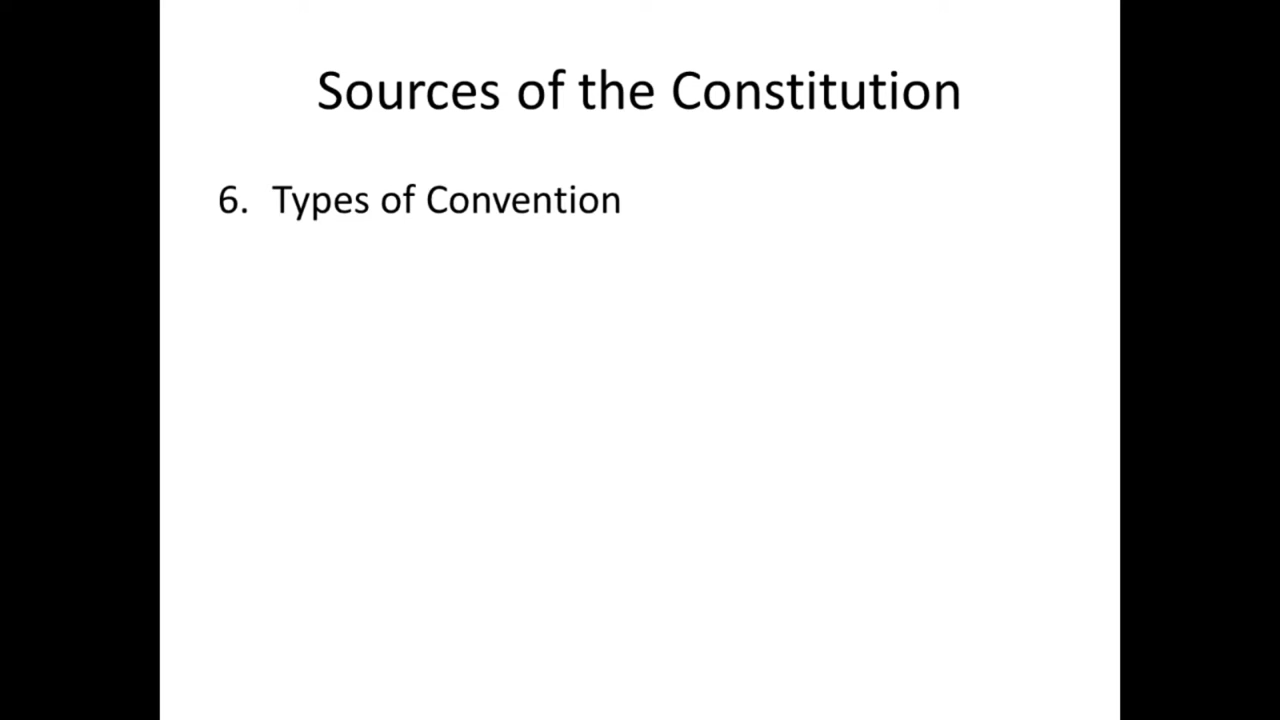 Sources of the Constitution
6. Types of Convention